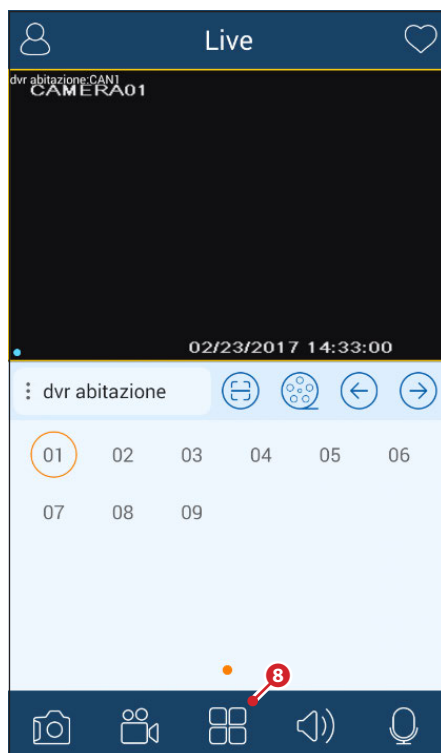 Live
dvr abitazione:CAN1
CAMERA01
02/23/2017 14:33:00
dvr abitazione
01 02 03 04 05 06
07 08 09
8